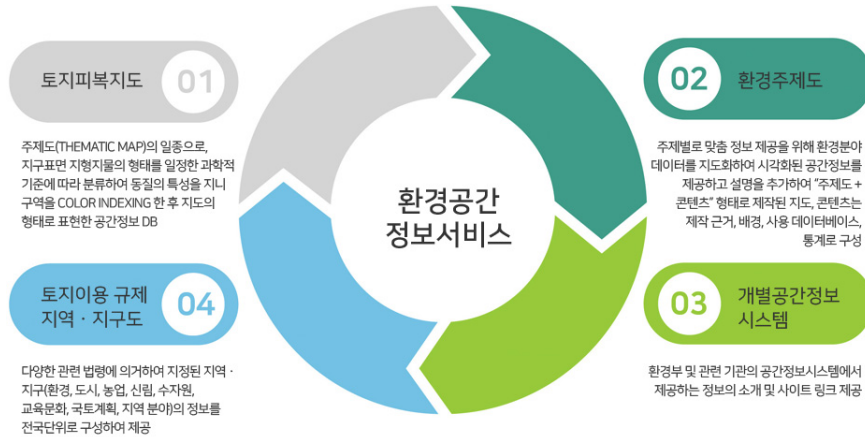 토지피복지도 01
주제도(THEMATIC MAP)의 일종으로,
지구표면 지형지물의 형태를 일정한 과학적
기준에 따라 분류하여 동질의 특성을 지니
구역을 COLOR INDEXING 한 후 지도의
형태로 표현한 공간정보 DB
02 환경주제도
주제별로 맞춤 정보 제공을 위해 환경분야
데이터를 지도화하여 시각화된 공간정보를
제공하고 설명을 추가하여 "주제도 +
콘텐츠" 형태로 제작된 지도, 콘텐츠는
제작 근거, 배경, 사용 데이터베이스,
통계로 구성
환경공간
정보서비스
03 개별공간정보
시스템
환경부 및 관련 기관의 공간정보시스템에서
제공하는 정보의 소개 및 사이트 링크 제공
토지이용 규제
지역 · 지구도
04
다양한 관련 법령에 의거하여 지정된 지역 ·
지구(환경, 도시, 농업, 신림, 수자원,
교육문화, 국토계획, 지역 분야)의 정보를
전국단위로 구성하여 제공